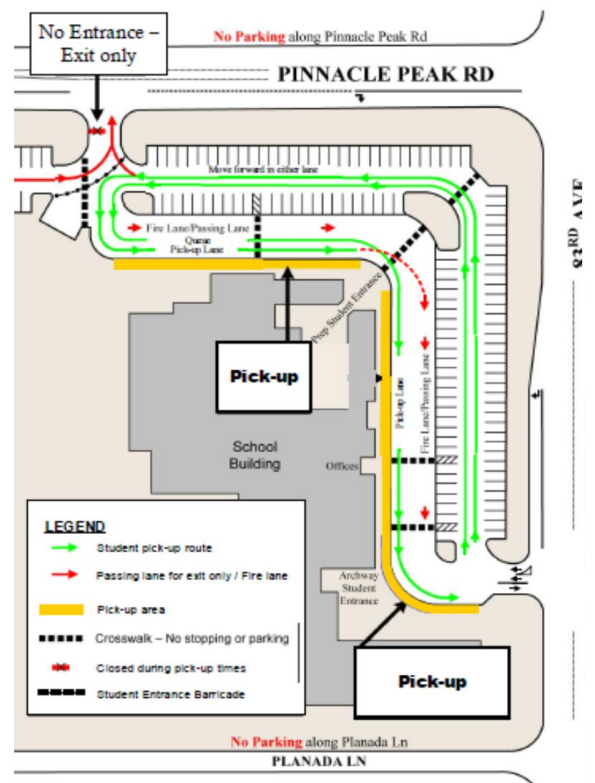 No Entrance –
Exit only
No Parking along Pinnacle Peak Rd
PINNACLE PEAK RD
Move forward in either lane
83RD AVE
Fire Lane/Passing Lane
Queue
Pick-up Lane
Prep Student Entrance
Pick-up
Pick-up Lane
Fire Lane/Passing Lane
School
Building
Offices
LEGEND
Student pick-up route
Passing lane for exit only / Fire lane
Pick-up area
Crosswalk – No stopping or parking
Closed during pick-up times
Student Entrance Barricade
Archway
Student
Entrance
Pick-up
No Parking along Planada Ln
PLANADA LN